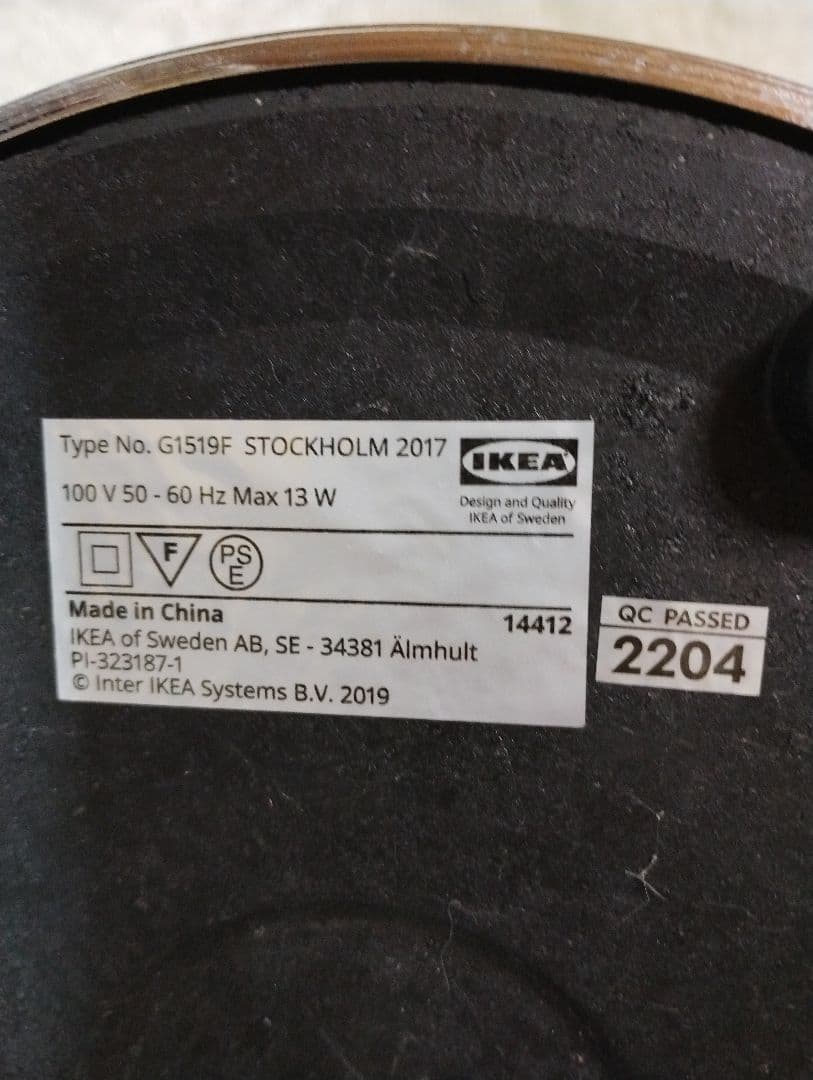 Type No. G1519F STOCKHOLM 2017
IKEA
100 V 50 - 60 Hz Max 13 W
Design and Quality
IKEA of Sweden
F
PS
E
Made in China
14412
IKEA of Sweden AB, SE - 34381 Älmhult
PI-323187-1
© Inter IKEA Systems B.V. 2019
QC PASSED
2204